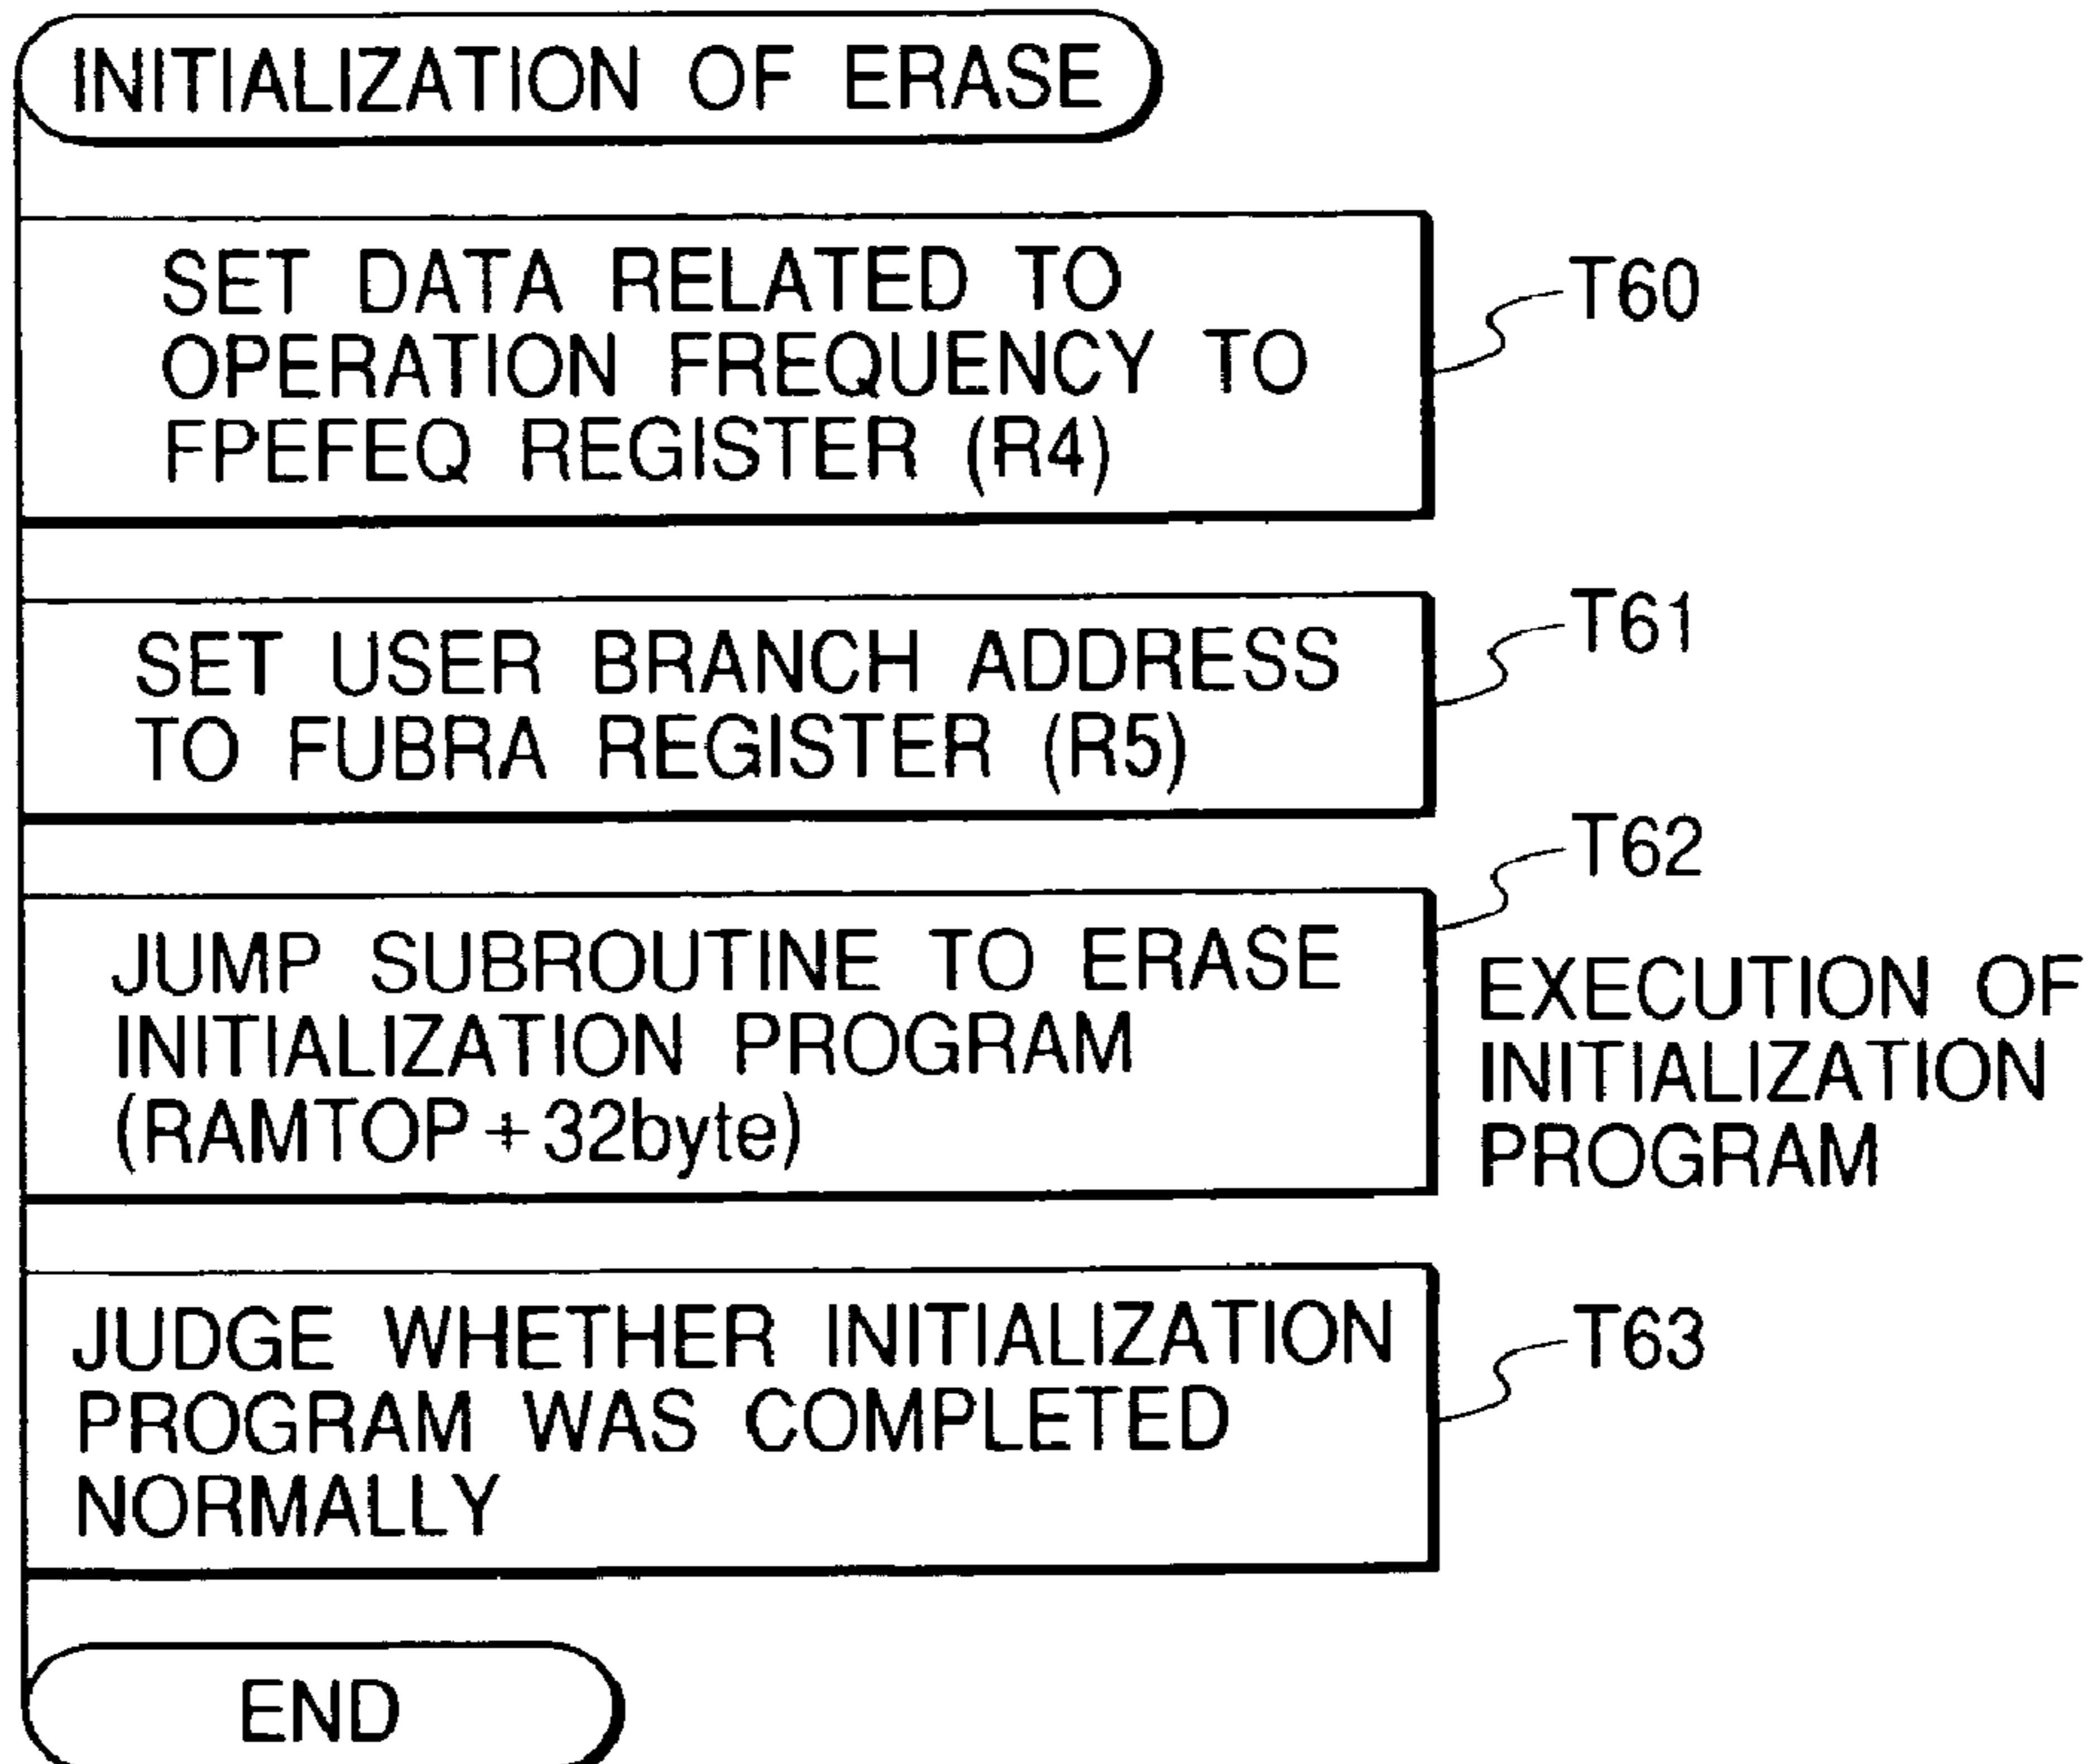 INITIALIZATION OF ERASE
SET DATA RELATED TO
OPERATION FREQUENCY TO
FPEFEQ REGISTER (R4)
T60
SET USER BRANCH ADDRESS
TO FUBRA REGISTER (R5)
T61
JUMP SUBROUTINE TO ERASE
INITIALIZATION PROGRAM
(RAMTOP+32byte)
T62
EXECUTION OF
INITIALIZATION
PROGRAM
JUDGE WHETHER INITIALIZATION
PROGRAM WAS COMPLETED
NORMALLY
T63
END